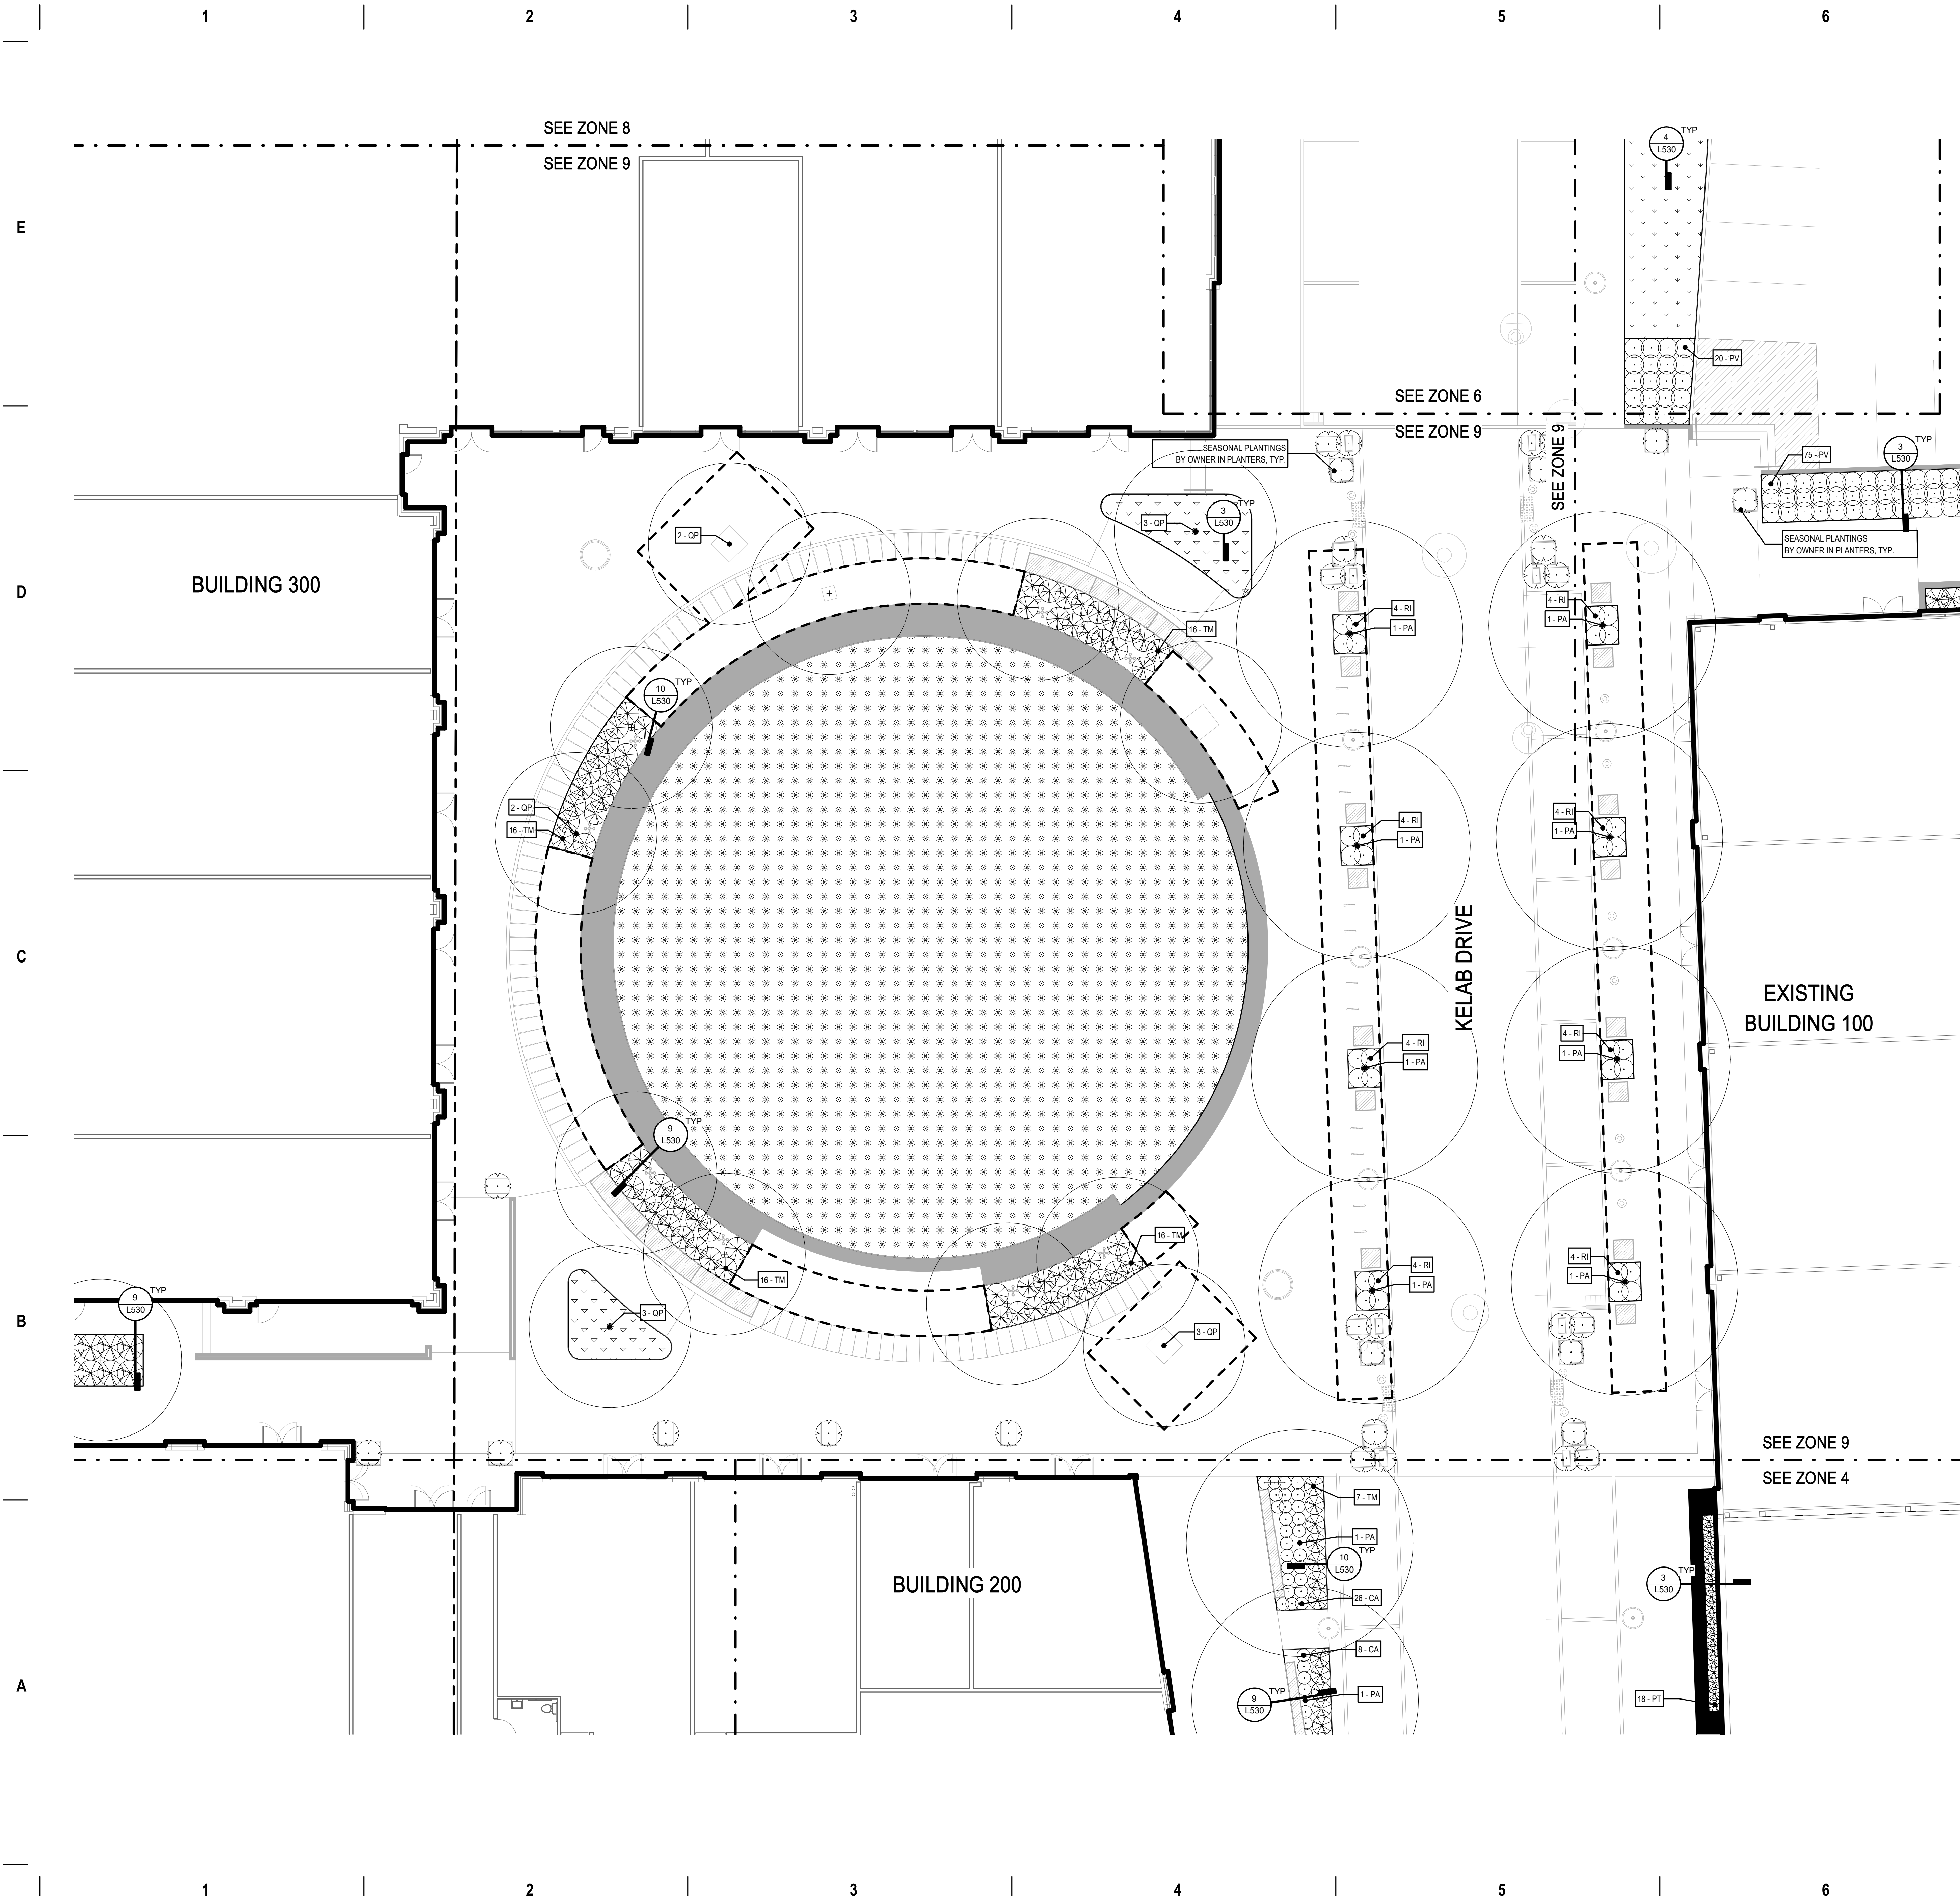 1
2
3
4
5
6
SEE ZONE 8
SEE ZONE 9
4
L530
TYP
E
20 - PV
SEE ZONE 6
SEE ZONE 9
SEE ZONE 9
SEASONAL PLANTINGS
BY OWNER IN PLANTERS, TYP.
75 - PV
3
L530
TYP
3 - QP
3
L530
TYP
2 - QP
SEASONAL PLANTINGS
BY OWNER IN PLANTERS, TYP.
BUILDING 300
D
4 - RI
1 - PA
4 - RI
1 - PA
16 - TM
10
L530
TYP
2 - QP
16 - TM
4 - RI
1 - PA
4 - RI
1 - PA
KELAB DRIVE
C
EXISTING
BUILDING 100
4 - RI
1 - PA
4 - RI
1 - PA
9
L530
TYP
16 - TM
16 - TM
4 - RI
1 - PA
4 - RI
1 - PA
9
L530
TYP
B
3 - QP
3 - QP
SEE ZONE 9
SEE ZONE 4
7 - TM
1 - PA
10
L530
TYP
BUILDING 200
3
L530
TYP
26 - CA
8 - CA
A
1 - PA
9
L530
TYP
18 - PT
1
2
3
4
5
6